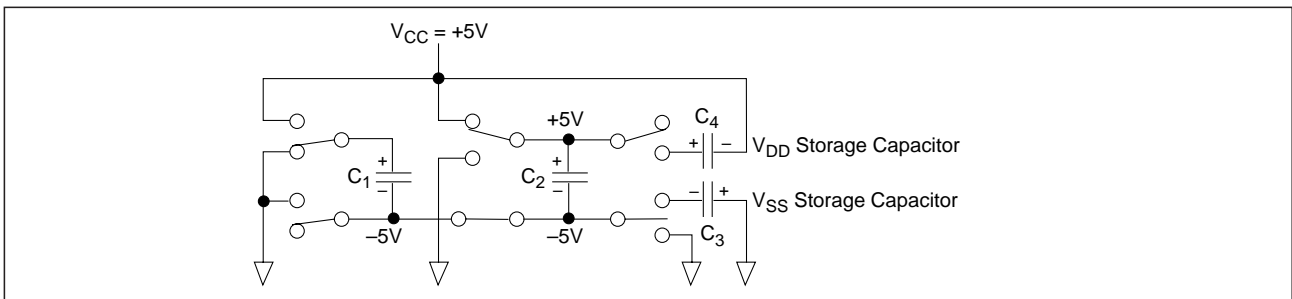 V_CC = +5V
+5V
C_4
+ −
V_DD Storage Capacitor
+
C_1
−
+
C_2
−
− +
V_SS Storage Capacitor
–5V
–5V
C_3